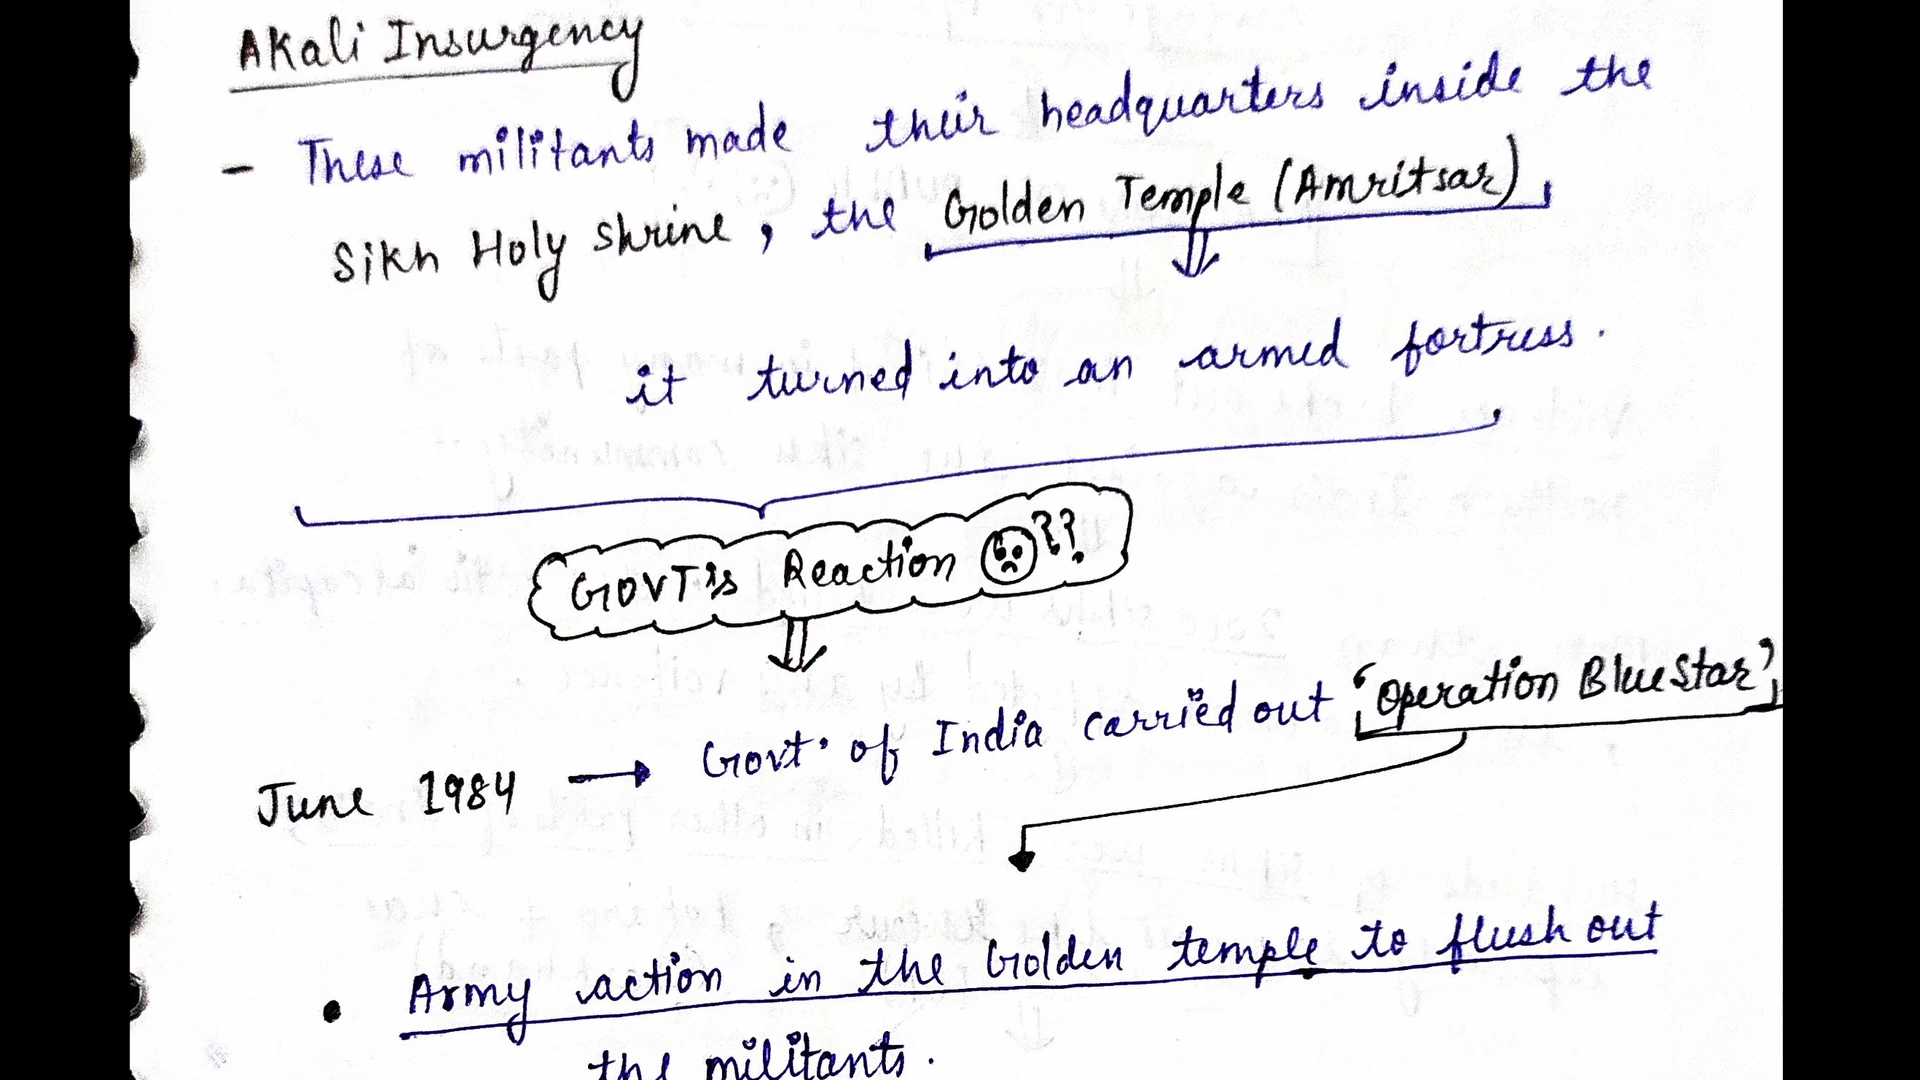 Akali Insurgency
- These militants made their headquarters inside the
Sikh Holy shrine, the Golden Temple (Amritsar)
it turned into an armed fortress.
GOVT's Reaction ??
June 1984 → Govt. of India carried out 'Operation BlueStar'
• Army action in the Golden temple to flush out
the militants.